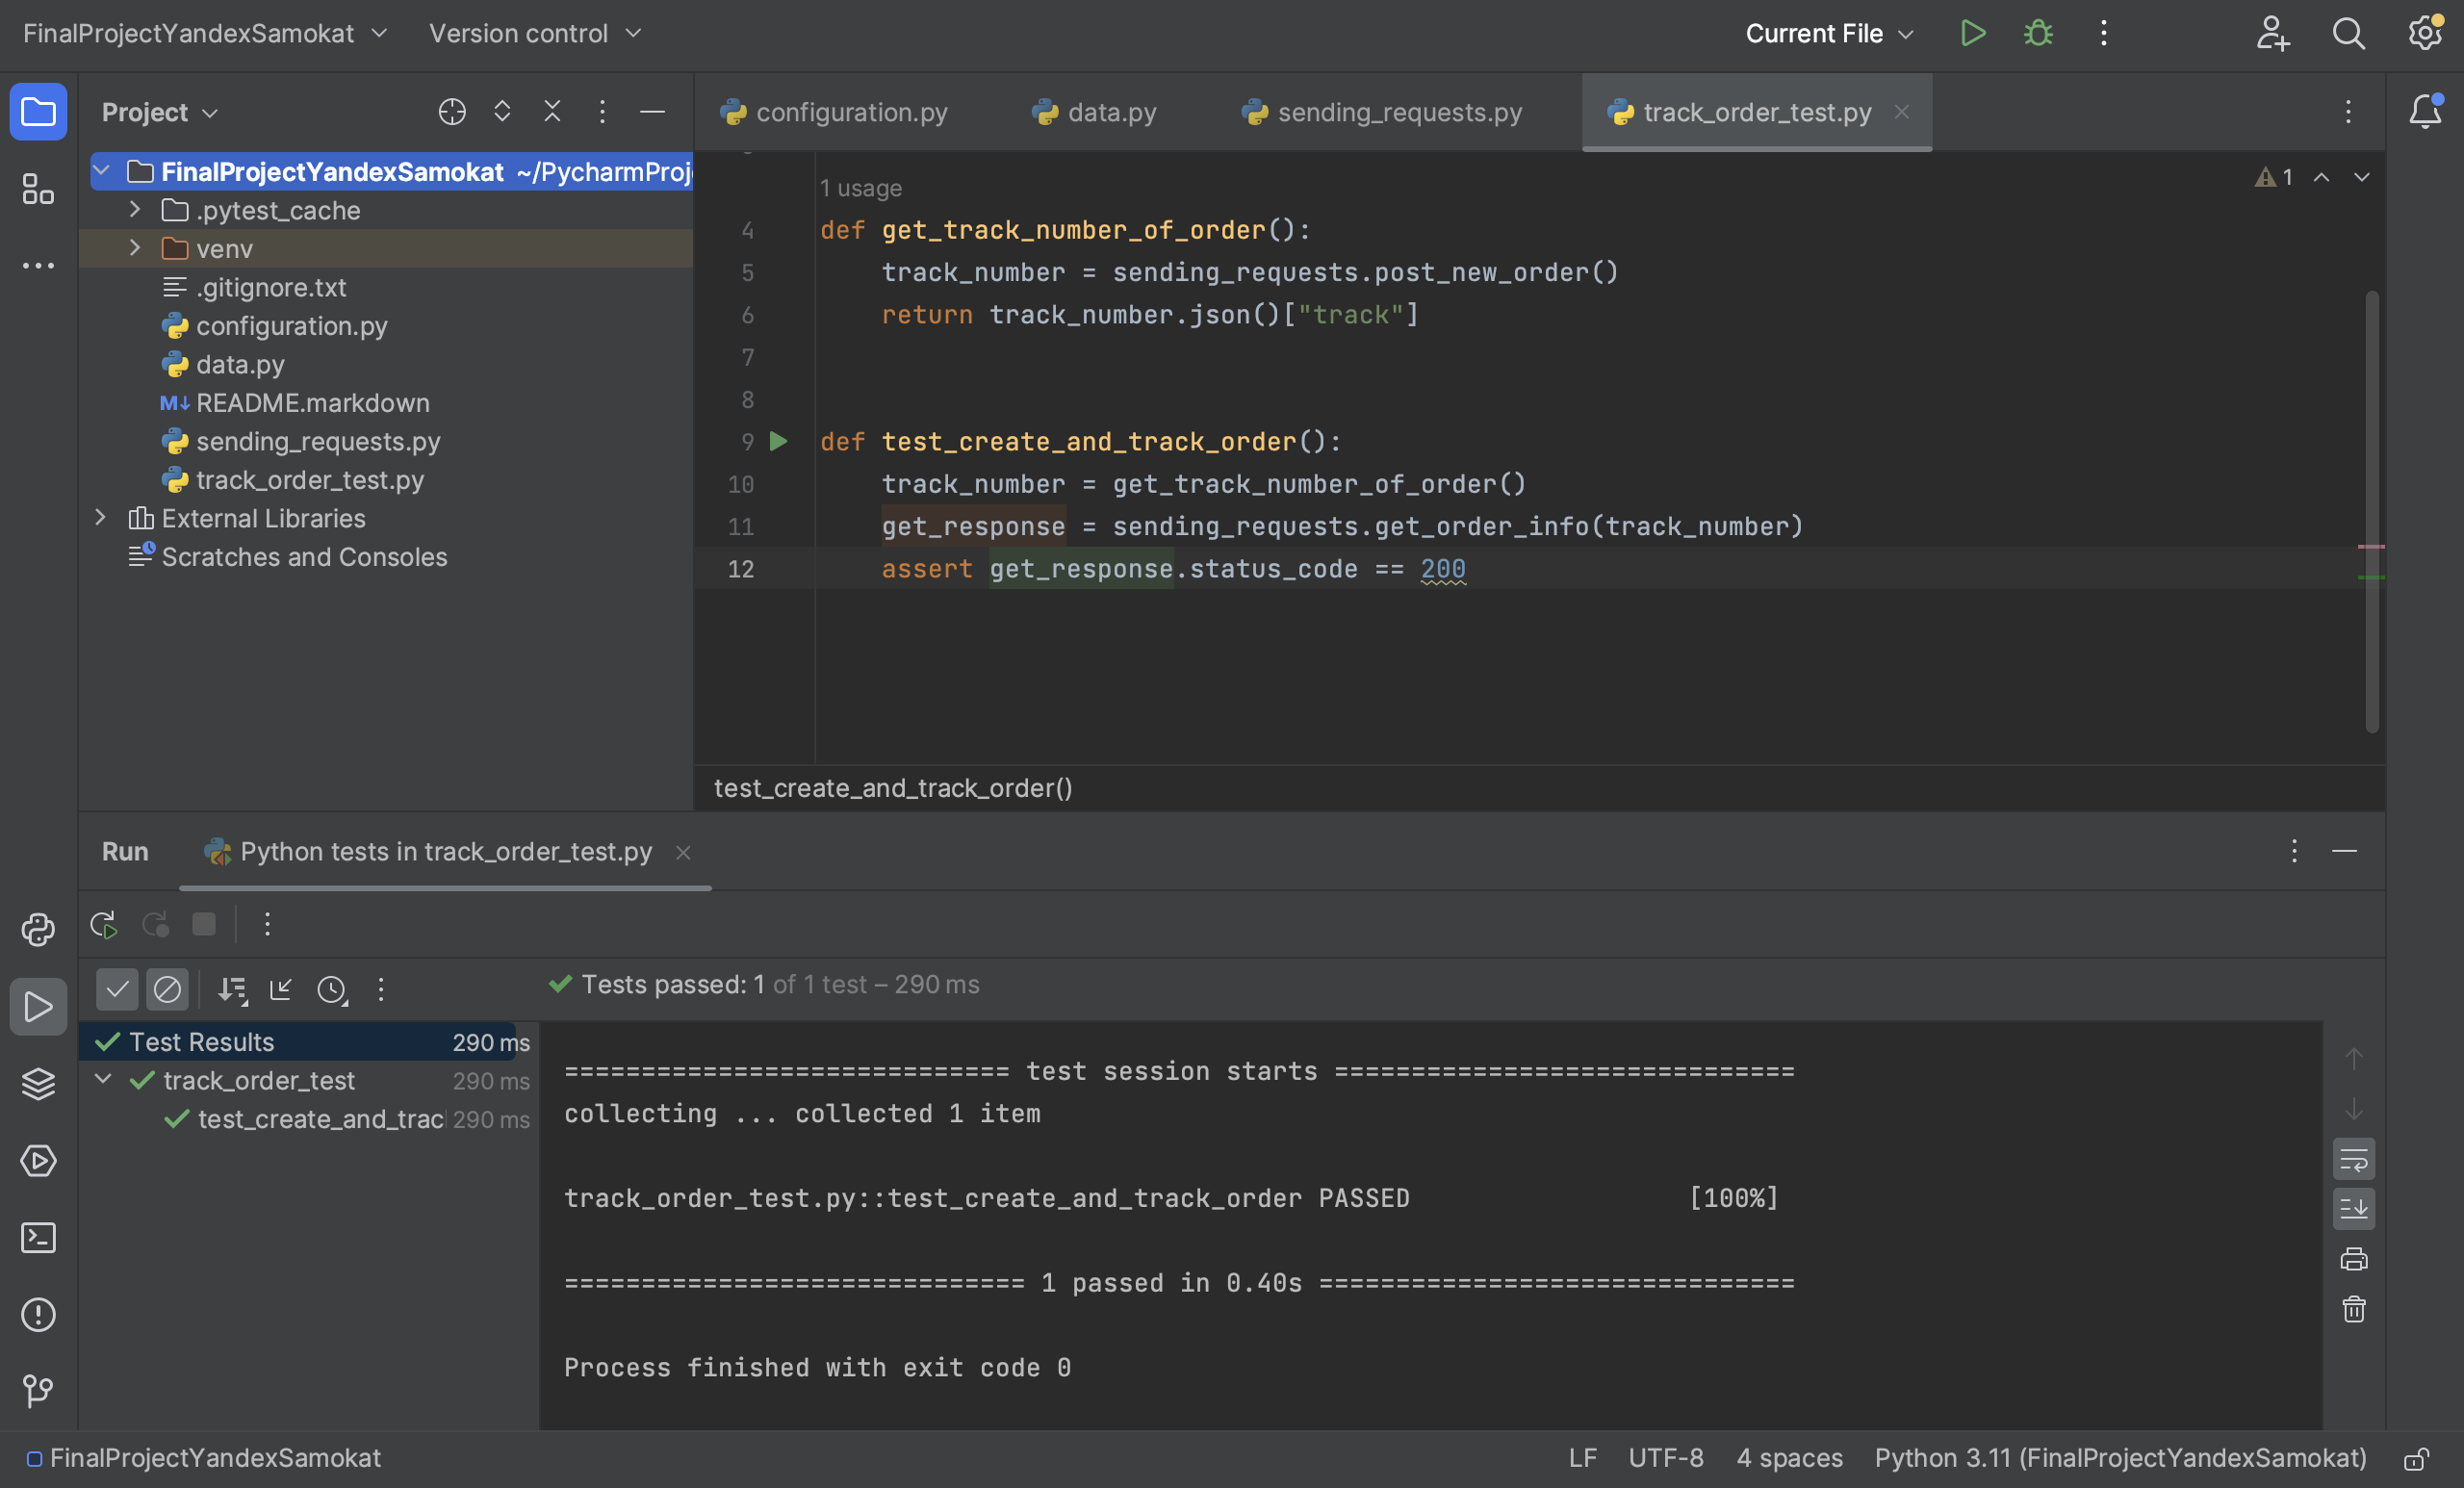 FinalProjectYandexSamokat Version control Current File
Project
configuration.py data.py sending_requests.py track_order_test.py
FinalProjectYandexSamokat ~/PycharmProj
.pytest_cache
venv
.gitignore.txt
configuration.py
data.py
M↓ README.markdown
sending_requests.py
track_order_test.py
External Libraries
Scratches and Consoles
1 usage
1
4 def get_track_number_of_order():
5 track_number = sending_requests.post_new_order()
6 return track_number.json()["track"]
7
8
9 def test_create_and_track_order():
10 track_number = get_track_number_of_order()
11 get_response = sending_requests.get_order_info(track_number)
12 assert get_response.status_code == 200
test_create_and_track_order()
Run Python tests in track_order_test.py
Tests passed: 1 of 1 test – 290 ms
Test Results 290 ms
track_order_test 290 ms
test_create_and_trac 290 ms
============================= test session starts ==============================
collecting ... collected 1 item
track_order_test.py::test_create_and_track_order PASSED [100%]
============================== 1 passed in 0.40s ===============================
Process finished with exit code 0
FinalProjectYandexSamokat LF UTF-8 4 spaces Python 3.11 (FinalProjectYandexSamokat)